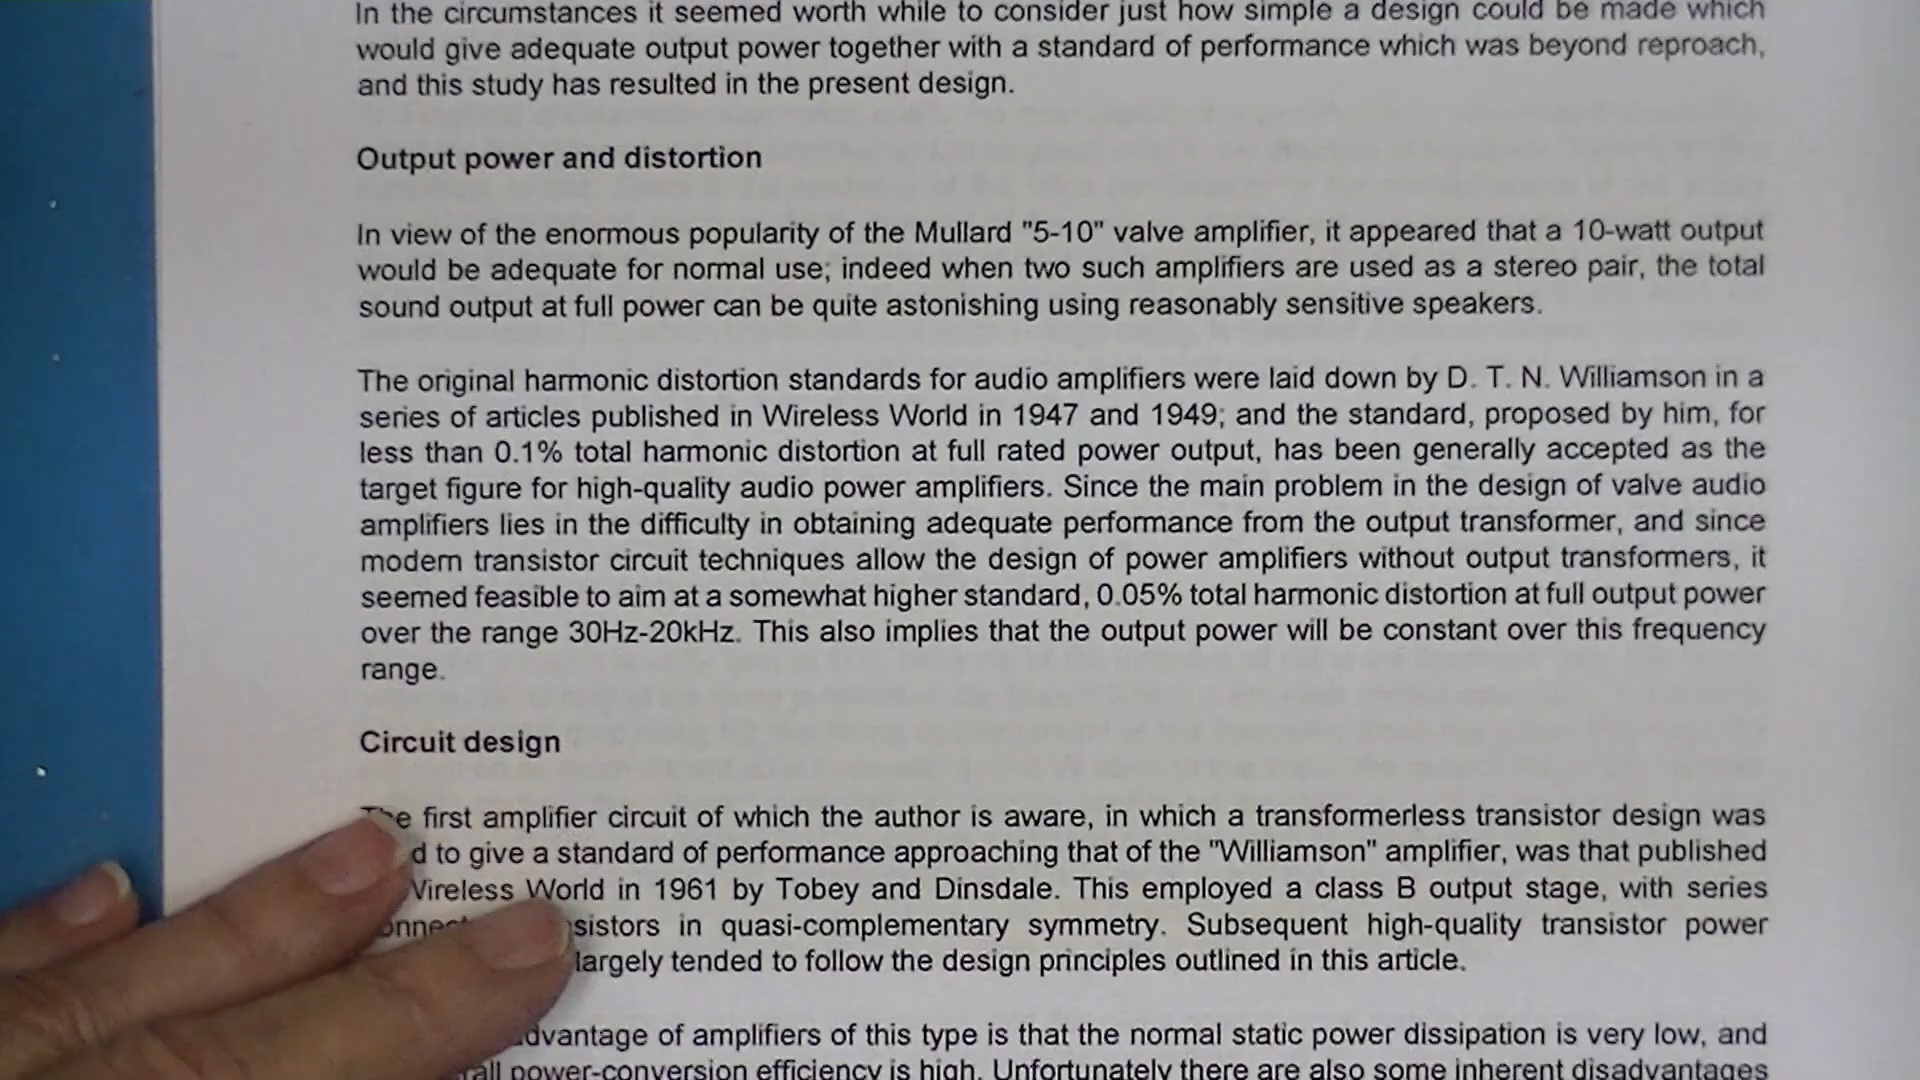 In the circumstances it seemed worth while to consider just how simple a design could be made which
would give adequate output power together with a standard of performance which was beyond reproach,
and this study has resulted in the present design.
Output power and distortion
In view of the enormous popularity of the Mullard "5-10" valve amplifier, it appeared that a 10-watt output
would be adequate for normal use; indeed when two such amplifiers are used as a stereo pair, the total
sound output at full power can be quite astonishing using reasonably sensitive speakers.
The original harmonic distortion standards for audio amplifiers were laid down by D. T. N. Williamson in a
series of articles published in Wireless World in 1947 and 1949; and the standard, proposed by him, for
less than 0.1% total harmonic distortion at full rated power output, has been generally accepted as the
target figure for high-quality audio power amplifiers. Since the main problem in the design of valve audio
amplifiers lies in the difficulty in obtaining adequate performance from the output transformer, and since
modern transistor circuit techniques allow the design of power amplifiers without output transformers, it
seemed feasible to aim at a somewhat higher standard, 0.05% total harmonic distortion at full output power
over the range 30Hz-20kHz. This also implies that the output power will be constant over this frequency
range.
Circuit design
The first amplifier circuit of which the author is aware, in which a transformerless transistor design was
to give a standard of performance approaching that of the "Williamson" amplifier, was that published
Wireless World in 1961 by Tobey and Dinsdale. This employed a class B output stage, with series
in quasi-complementary symmetry. Subsequent high-quality transistor power
largely tended to follow the design principles outlined in this article.
advantage of amplifiers of this type is that the normal static power dissipation is very low, and
power-conversion efficiency is high. Unfortunately there are also some inherent disadvantages